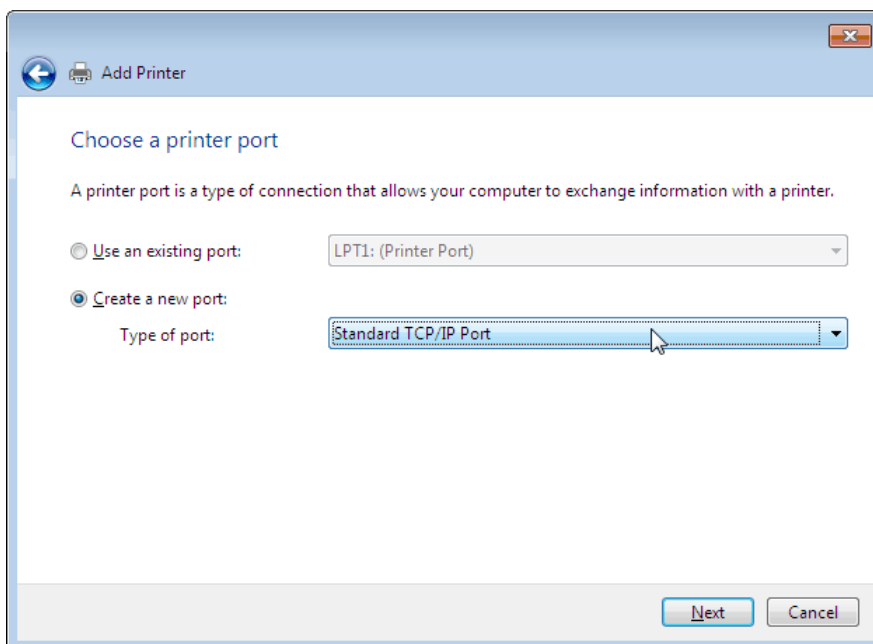 Add Printer
Choose a printer port
A printer port is a type of connection that allows your computer to exchange information with a printer.
Use an existing port: LPT1: (Printer Port)
Create a new port:
Type of port: Standard TCP/IP Port
Next Cancel